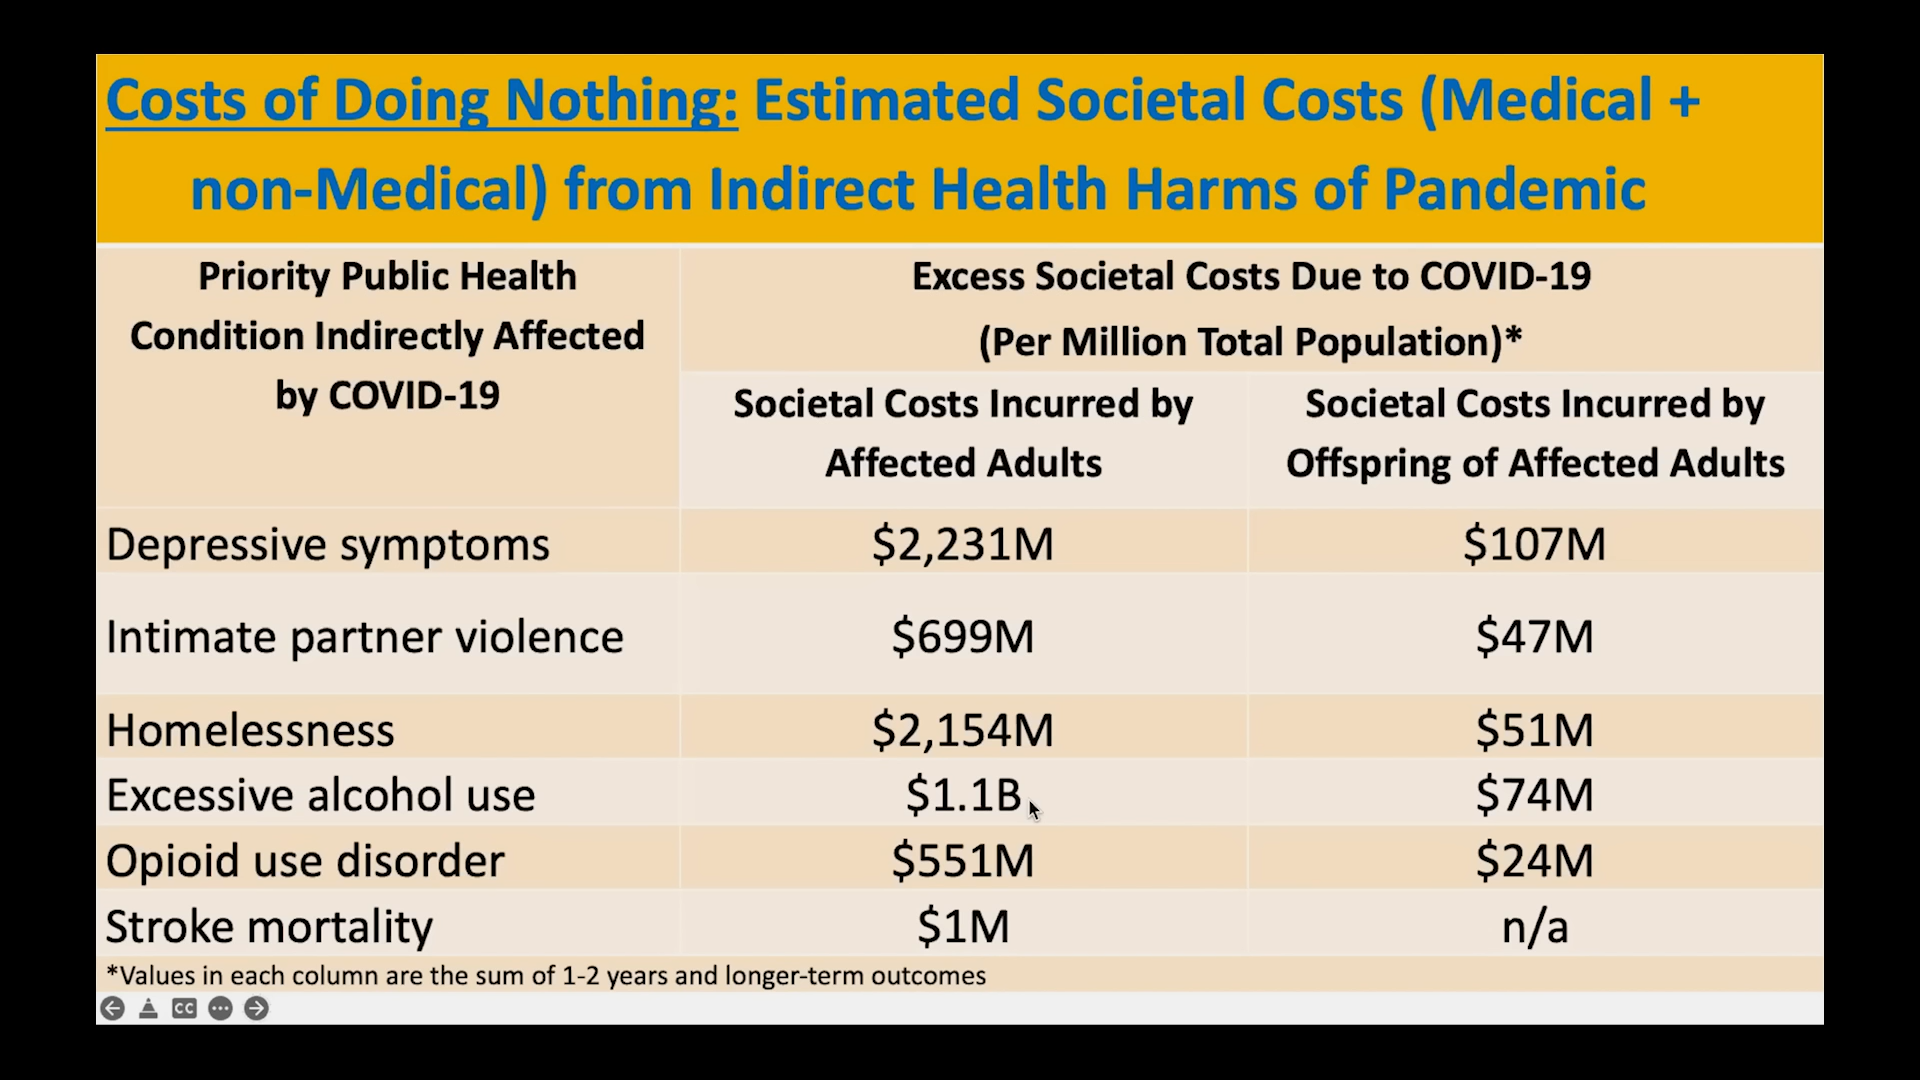 Costs of Doing Nothing: Estimated Societal Costs (Medical +
non-Medical) from Indirect Health Harms of Pandemic
Priority Public Health
Condition Indirectly Affected
by COVID-19
Excess Societal Costs Due to COVID-19
(Per Million Total Population)*
Societal Costs Incurred by
Affected Adults
Societal Costs Incurred by
Offspring of Affected Adults
Depressive symptoms $2,231M $107M
Intimate partner violence $699M $47M
Homelessness $2,154M $51M
Excessive alcohol use $1.1B $74M
Opioid use disorder $551M $24M
Stroke mortality $1M n/a
*Values in each column are the sum of 1-2 years and longer-term outcomes
CC